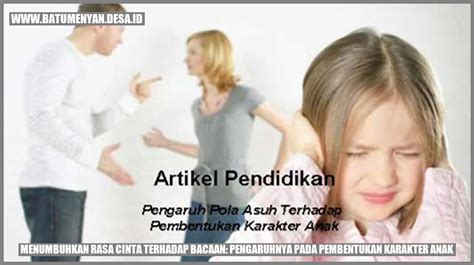 WWW.BATUMENYAN.DESA.ID
Artikel Pendidikan
Pengaruh Pola Asuh Terhadap
Pembentukan Karakter Anak
MENUMBUHKAN RASA CINTA TERHADAP BACAAN: PENGARUHNYA PADA PEMBENTUKAN KARAKTER ANAK